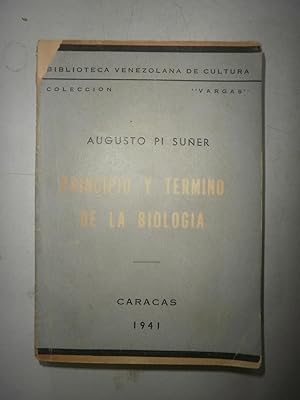 BIBLIOTECA VENEZOLANA DE CULTURA
COLECCION "VARGAS"
AUGUSTO PI SUÑER
PRINCIPIO Y TERMINO
DE LA BIOLOGIA
CARACAS
1941